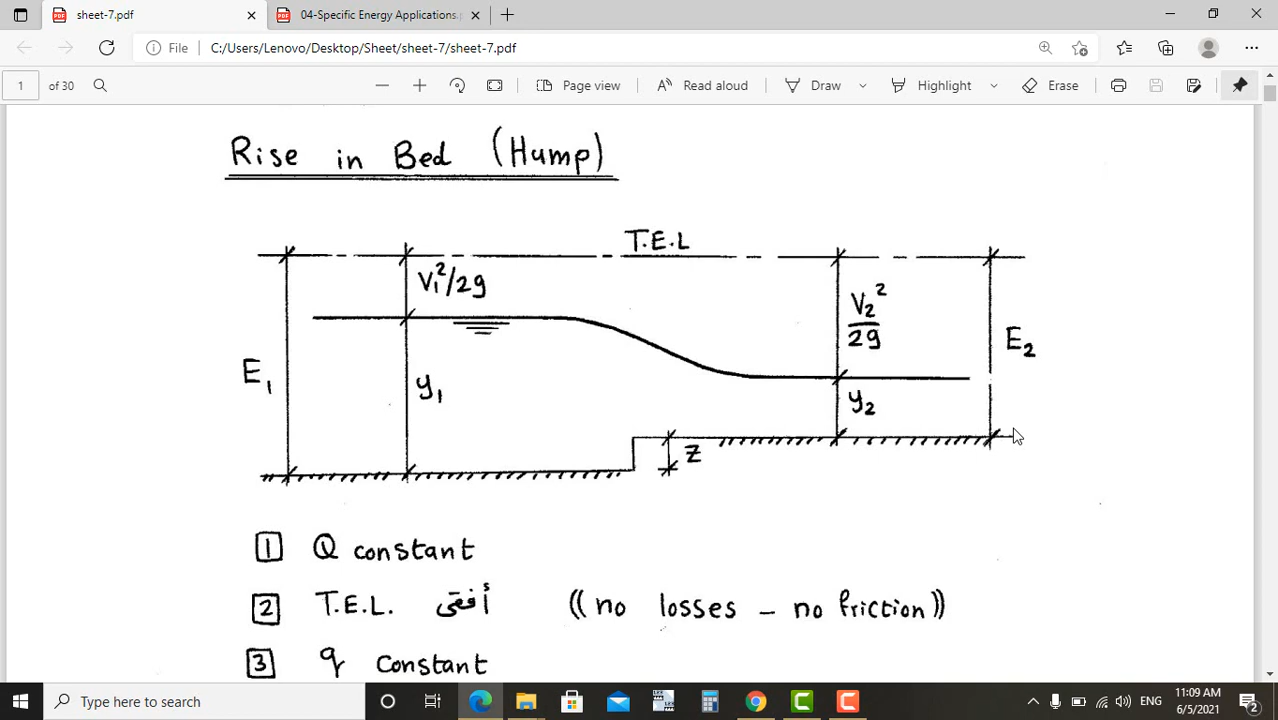 sheet-7.pdf
04-Specific Energy Applications.
File
C:/Users/Lenovo/Desktop/Sheet/sheet-7/sheet-7.pdf
1 of 30
Page view
Read aloud
Draw
Highlight
Erase
Rise in Bed (Hump)
T.E.L
V₁²/2g
V₂²
2g
E₁
E₂
y₁
y₂
Z
1 Q constant
2 T.E.L. أفقى ((no losses – no friction))
3 q constant
Type here to search
ENG
11:09 AM
6/5/2021
2